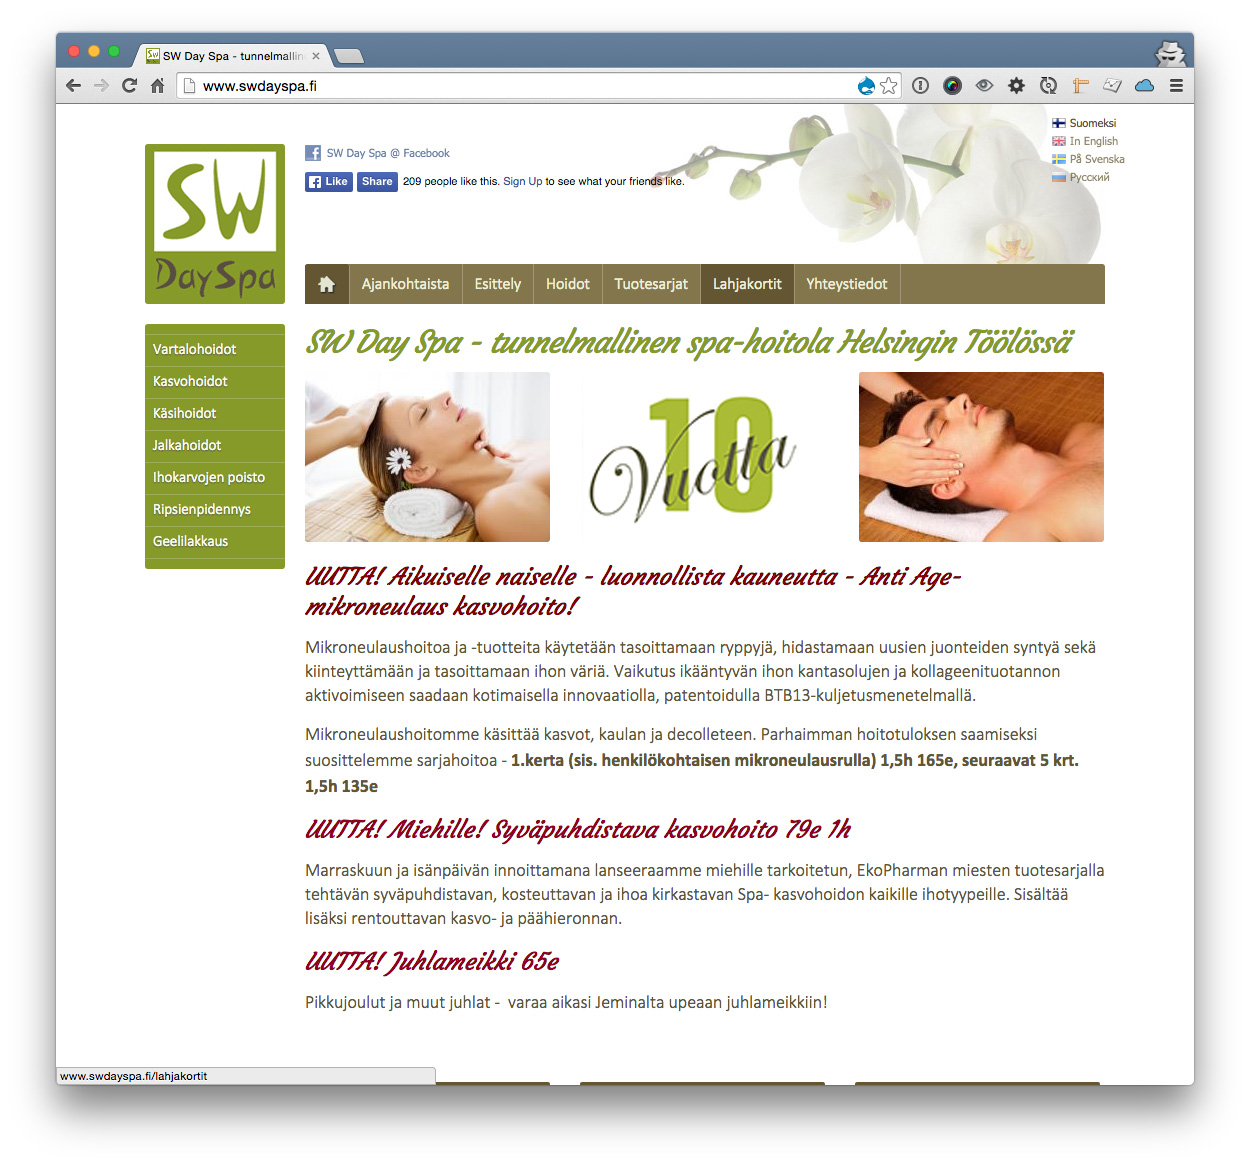 SW Day Spa - tunnelmallin
www.swdayspa.fi
SW
Day Spa
SW Day Spa @ Facebook
Like Share 209 people like this. Sign Up to see what your friends like.
Suomeksi
In English
På Svenska
Русский
Ajankohtaista Esittely Hoidot Tuotesarjat Lahjakortit Yhteystiedot
Vartalohoidot
Kasvohoidot
Käsihoidot
Jalkahoidot
Ihokarvojen poisto
Ripsienpidennys
Geelilakkaus
SW Day Spa - tunnelmallinen spa-hoitola Helsingin Töölössä
10
Vuotta
UUTTA! Aikuiselle naiselle - luonnollista kauneutta - Anti Age-
mikroneulaus kasvohoito!
Mikroneulaushoitoa ja -tuotteita käytetään tasoittamaan ryppyjä, hidastamaan uusien juonteiden syntyä sekä
kiinteyttämään ja tasoittamaan ihon väriä. Vaikutus ikääntyvän ihon kantasolujen ja kollageenituotannon
aktivoimiseen saadaan kotimaisella innovaatiolla, patentoidulla BTB13-kuljetusmenetelmallä.
Mikroneulaushoitomme käsittää kasvot, kaulan ja decolleteen. Parhaimman hoitotuloksen saamiseksi
suosittelemme sarjahoitoa - 1.kerta (sis. henkilökohtaisen mikroneulausrulla) 1,5h 165e, seuraavat 5 krt.
1,5h 135e
UUTTA! Miehille! Syväpuhdistava kasvohoito 79e 1h
Marraskuun ja isänpäivän innoittamana lanseeraamme miehille tarkoitetun, EkoPharman miesten tuotesarjalla
tehtävän syväpuhdistavan, kosteuttavan ja ihoa kirkastavan Spa- kasvohoidon kaikille ihotyypeille. Sisältää
lisäksi rentouttavan kasvo- ja päähieronnan.
UUTTA! Juhlameikki 65e
Pikkujoulut ja muut juhlat - varaa aikasi Jeminalta upeaan juhlameikkiin!
www.swdayspa.fi/lahjakortit